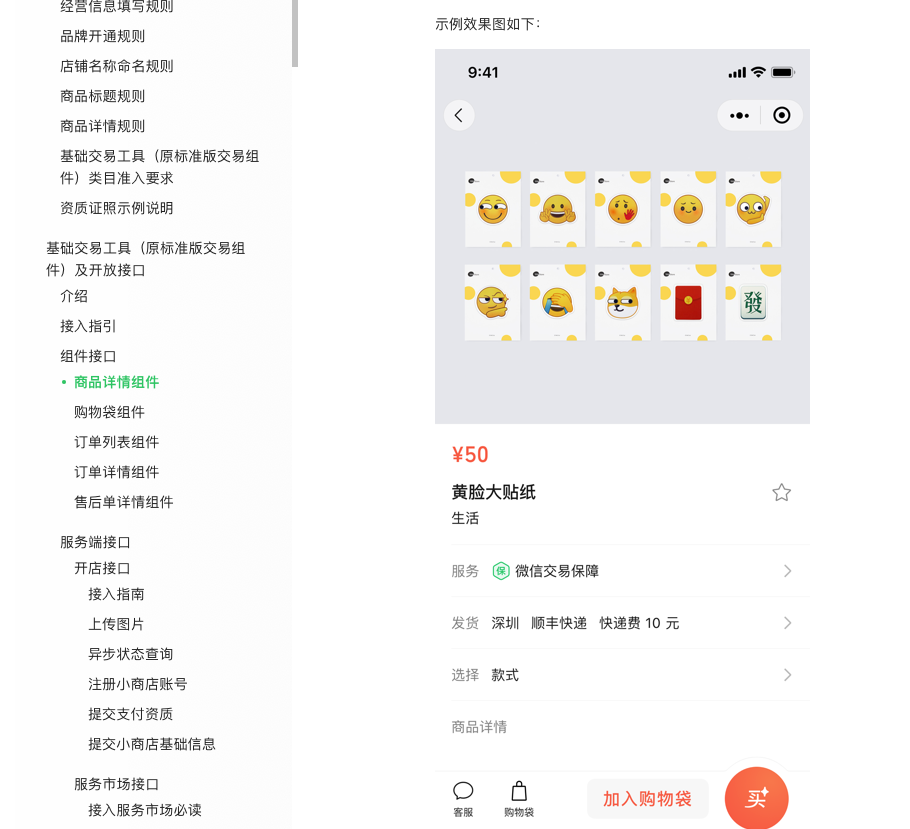 经营信息填写规则
品牌开通规则
店铺名称命名规则
商品标题规则
商品详情规则
基础交易工具（原标准版交易组
件）类目准入要求
资质证照示例说明
基础交易工具（原标准版交易组
件）及开放接口
介绍
接入指引
组件接口
商品详情组件
购物袋组件
订单列表组件
订单详情组件
售后单详情组件
服务端接口
开店接口
接入指南
上传图片
异步状态查询
注册小商店账号
提交支付资质
提交小商店基础信息
服务市场接口
接入服务市场必读
示例效果图如下：
9:41
發
¥50
黄脸大贴纸
生活
服务 保 微信交易保障
发货 深圳 顺丰快递 快递费 10 元
选择 款式
商品详情
客服 购物袋 加入购物袋 买